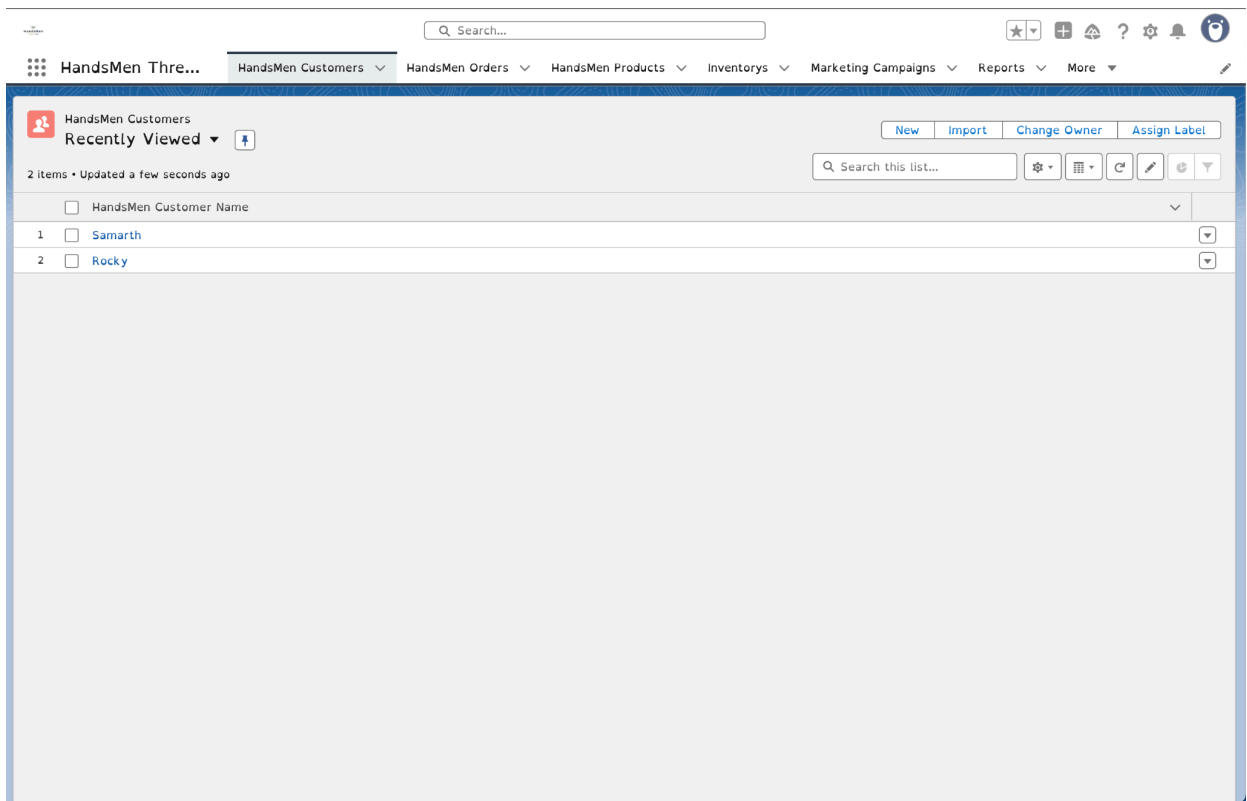 Search...
HandsMen Thre...
HandsMen Customers
HandsMen Orders
HandsMen Products
Inventorys
Marketing Campaigns
Reports
More
HandsMen Customers
Recently Viewed
New
Import
Change Owner
Assign Label
2 items • Updated a few seconds ago
Search this list...
HandsMen Customer Name
1 Samarth
2 Rocky